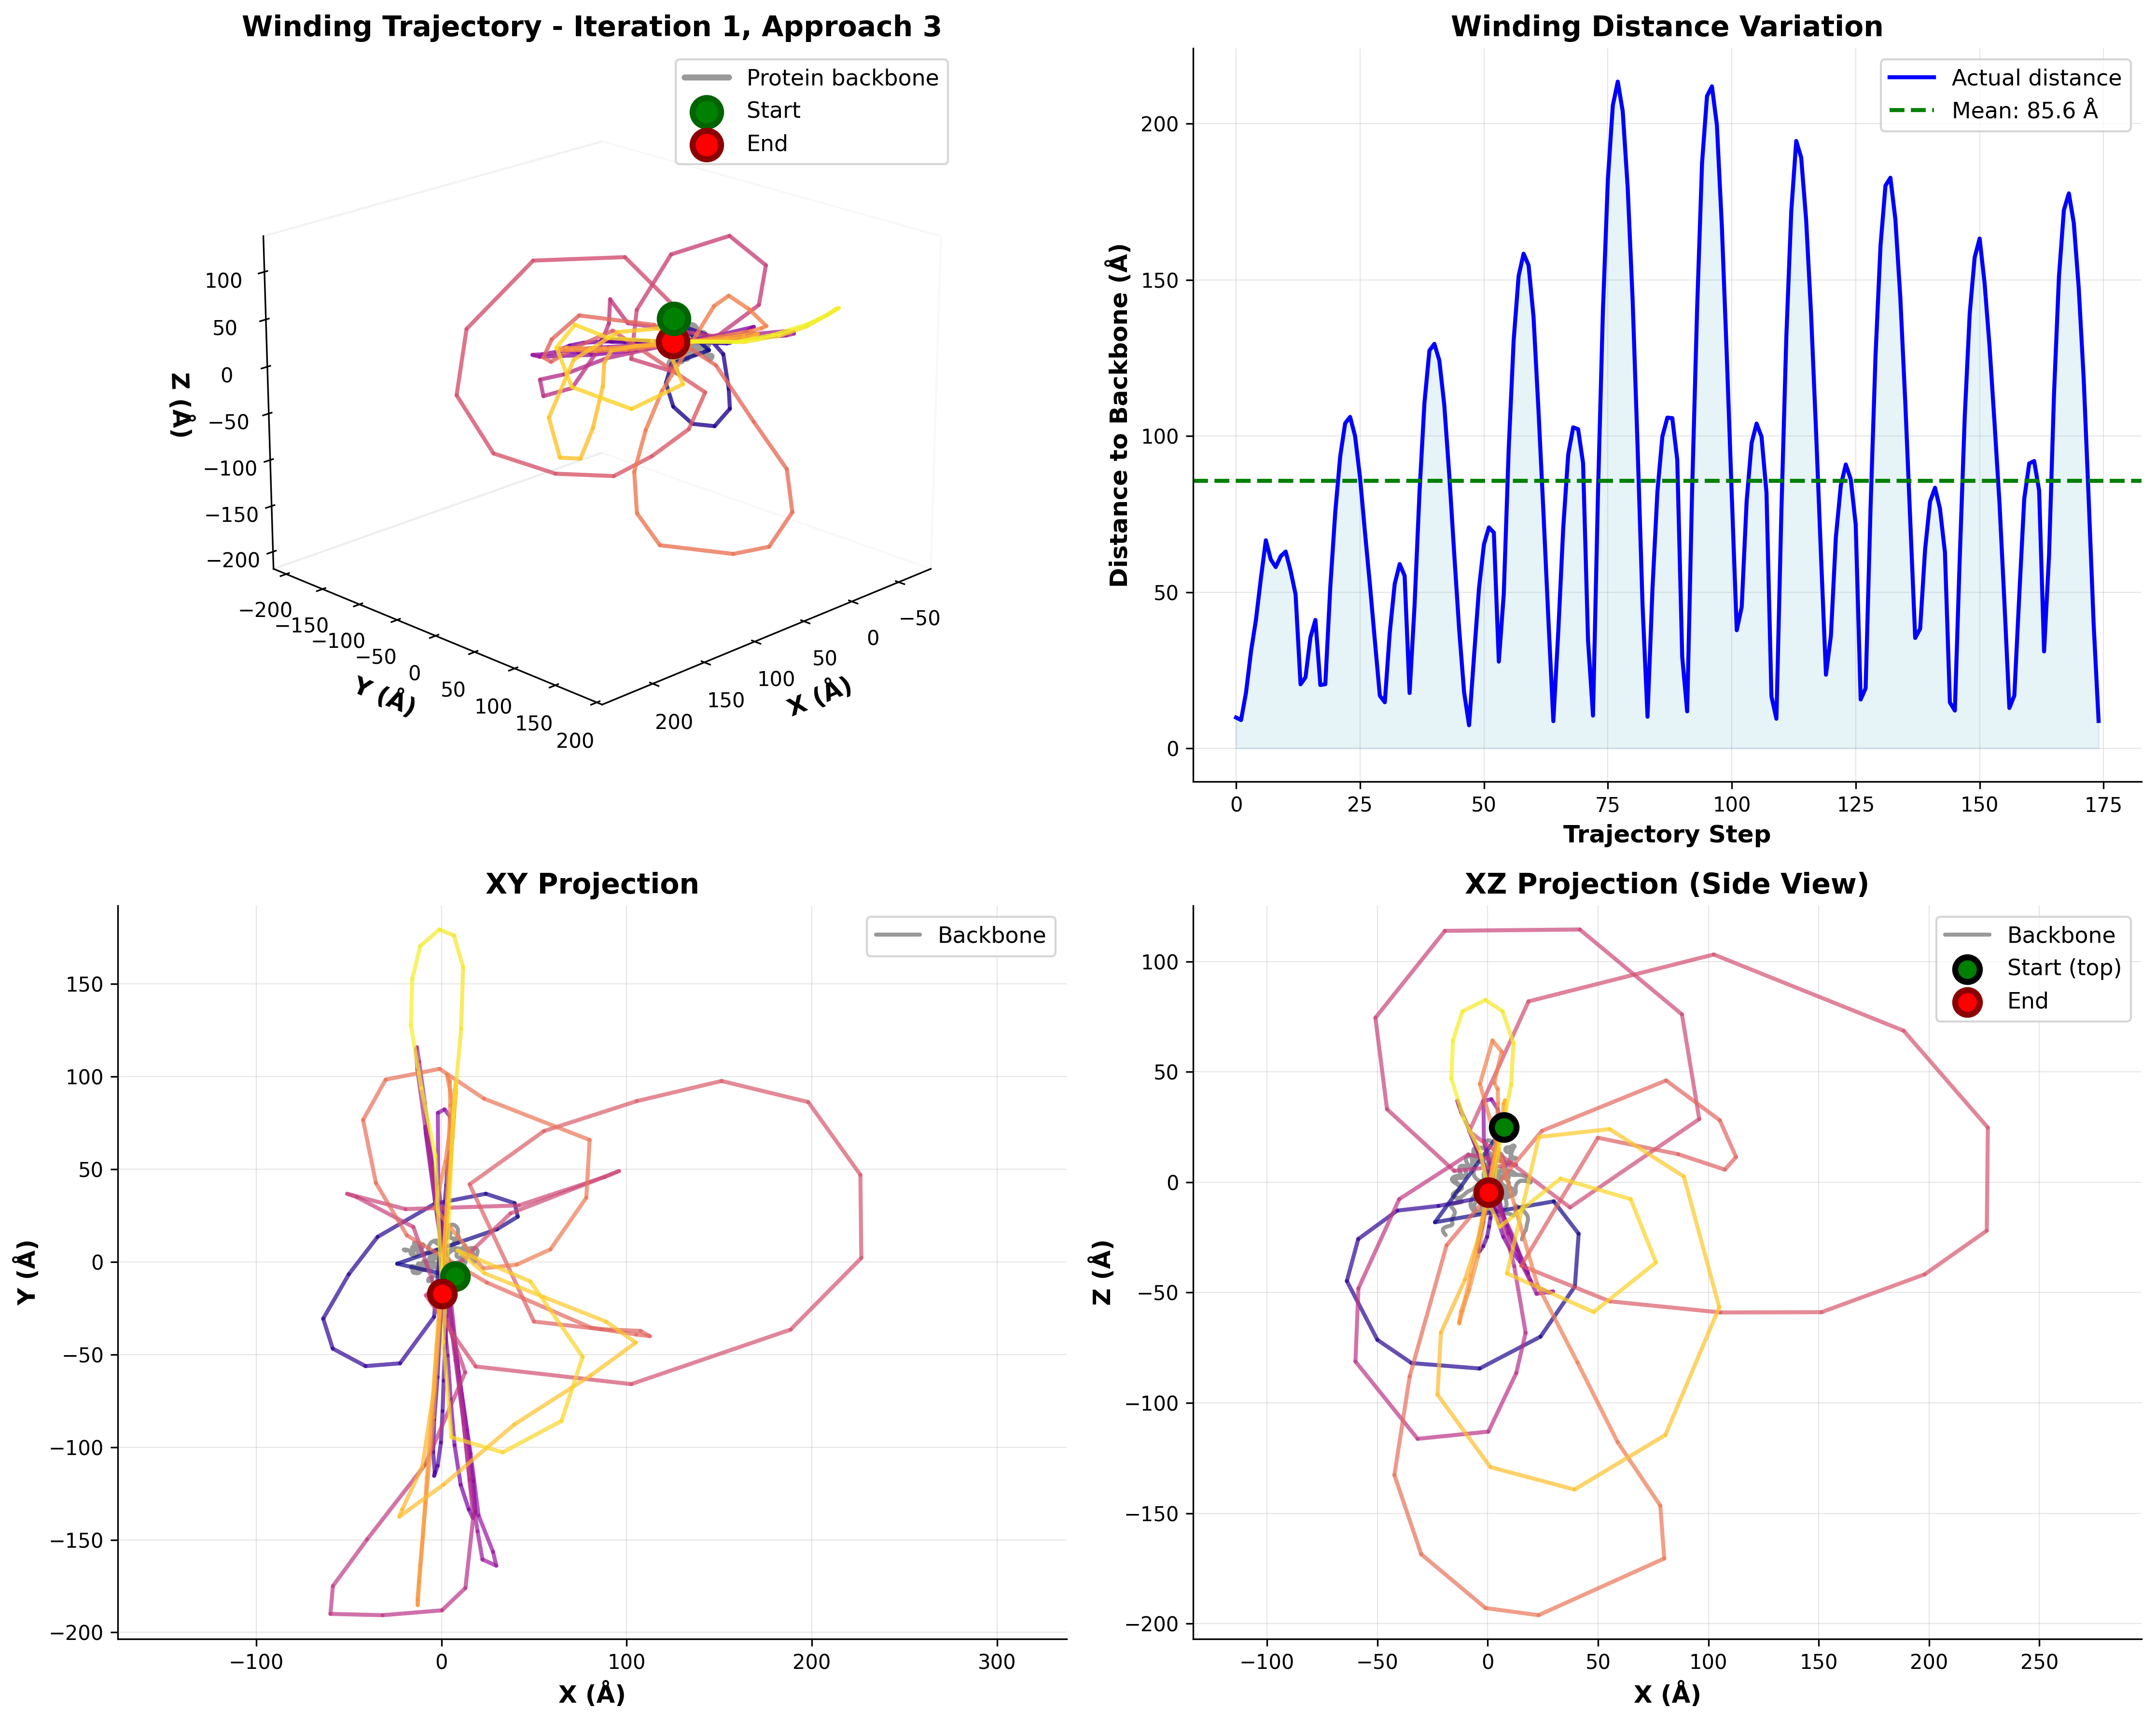 Winding Trajectory - Iteration 1, Approach 3
Protein backbone
Start
End
100
50
0
−50
−100
−150
−200
Z (Å)
−200
−150
−100
−50
0
50
100
150
200
Y (Å)
200
150
100
50
0
−50
X (Å)
Winding Distance Variation
Actual distance
Mean: 85.6 Å
200
150
100
50
0
Distance to Backbone (Å)
0
25
50
75
100
125
150
175
Trajectory Step
XY Projection
Backbone
150
100
50
0
−50
−100
−150
−200
Y (Å)
−100
0
100
200
300
X (Å)
XZ Projection (Side View)
Backbone
Start (top)
End
100
50
0
−50
−100
−150
−200
Z (Å)
−100
−50
0
50
100
150
200
250
X (Å)